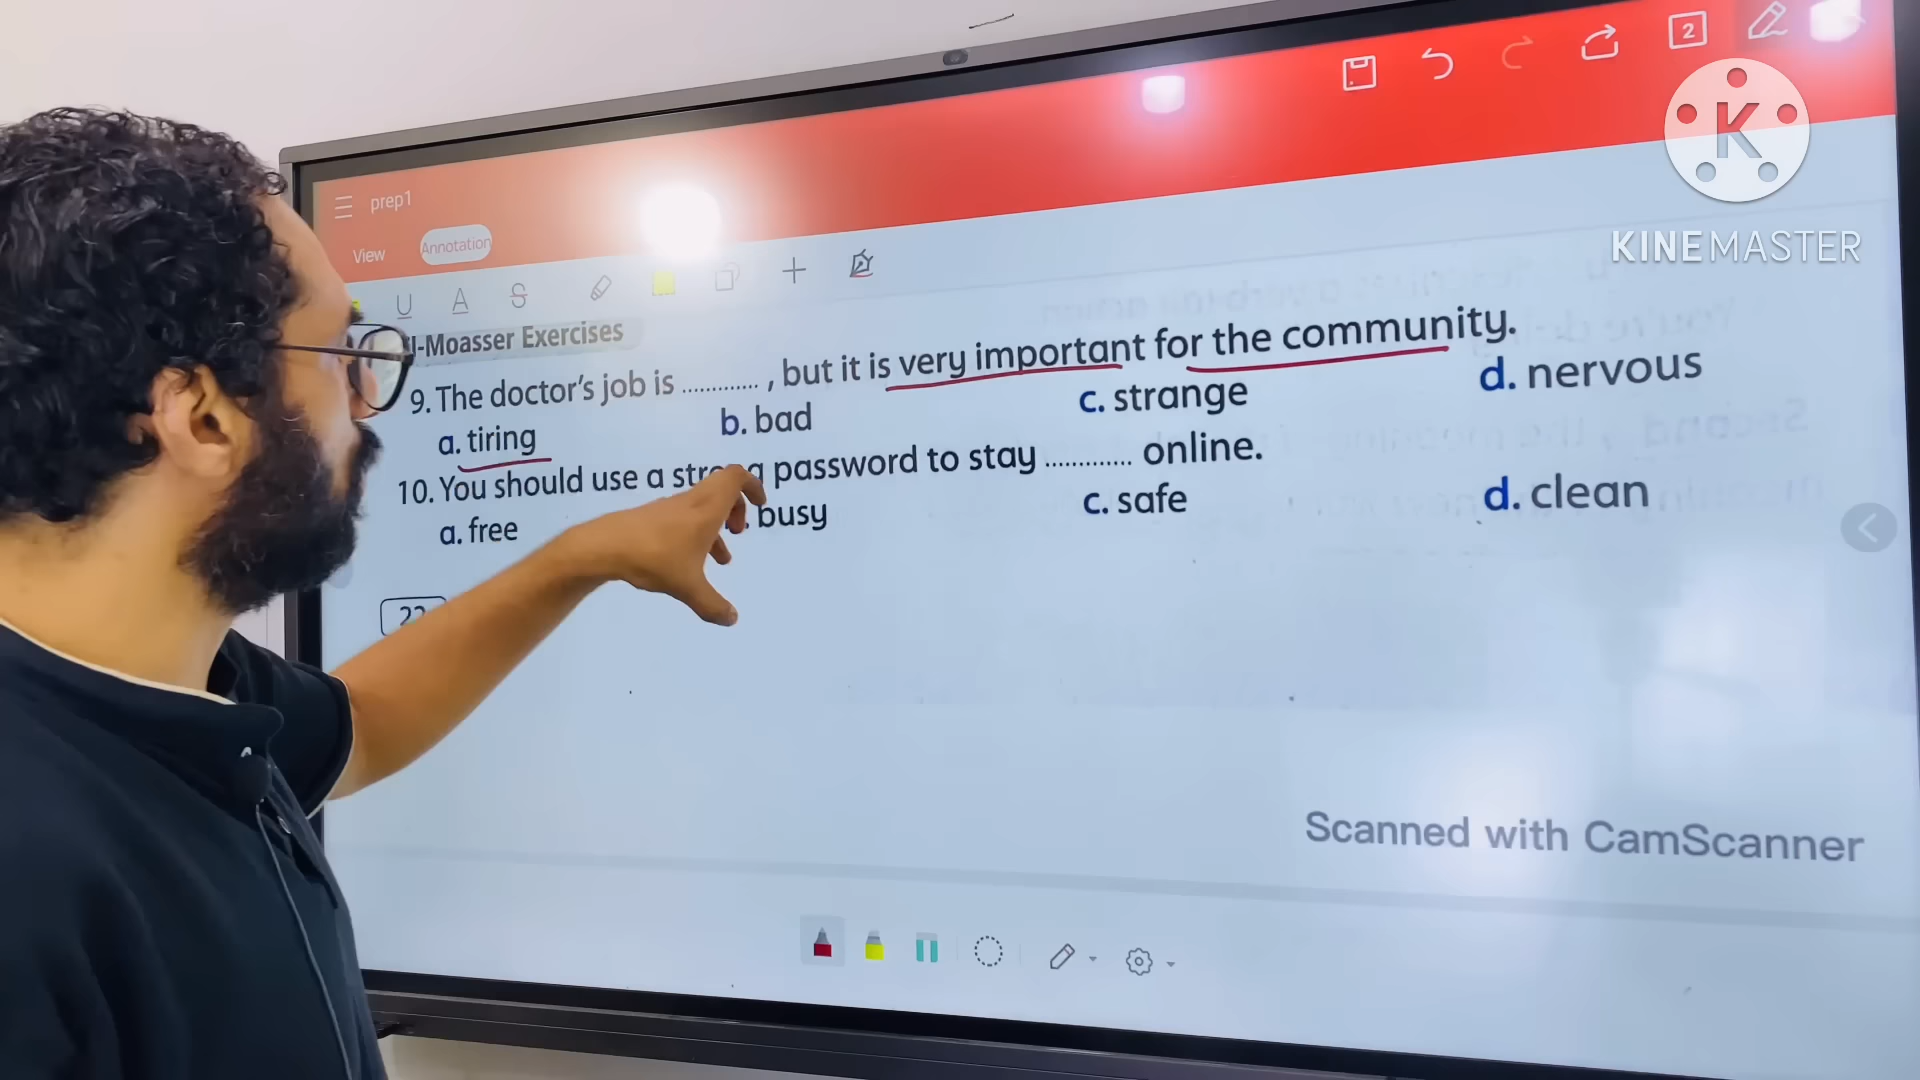 prep1
2
K
KINEMASTER
View
Annotation
U A S
l-Moasser Exercises
9. The doctor's job is ............. , but it is very important for the community.
a. tiring b. bad c. strange d. nervous
10. You should use a strong password to stay ............. online.
a. free . busy c. safe d. clean
22
Scanned with CamScanner